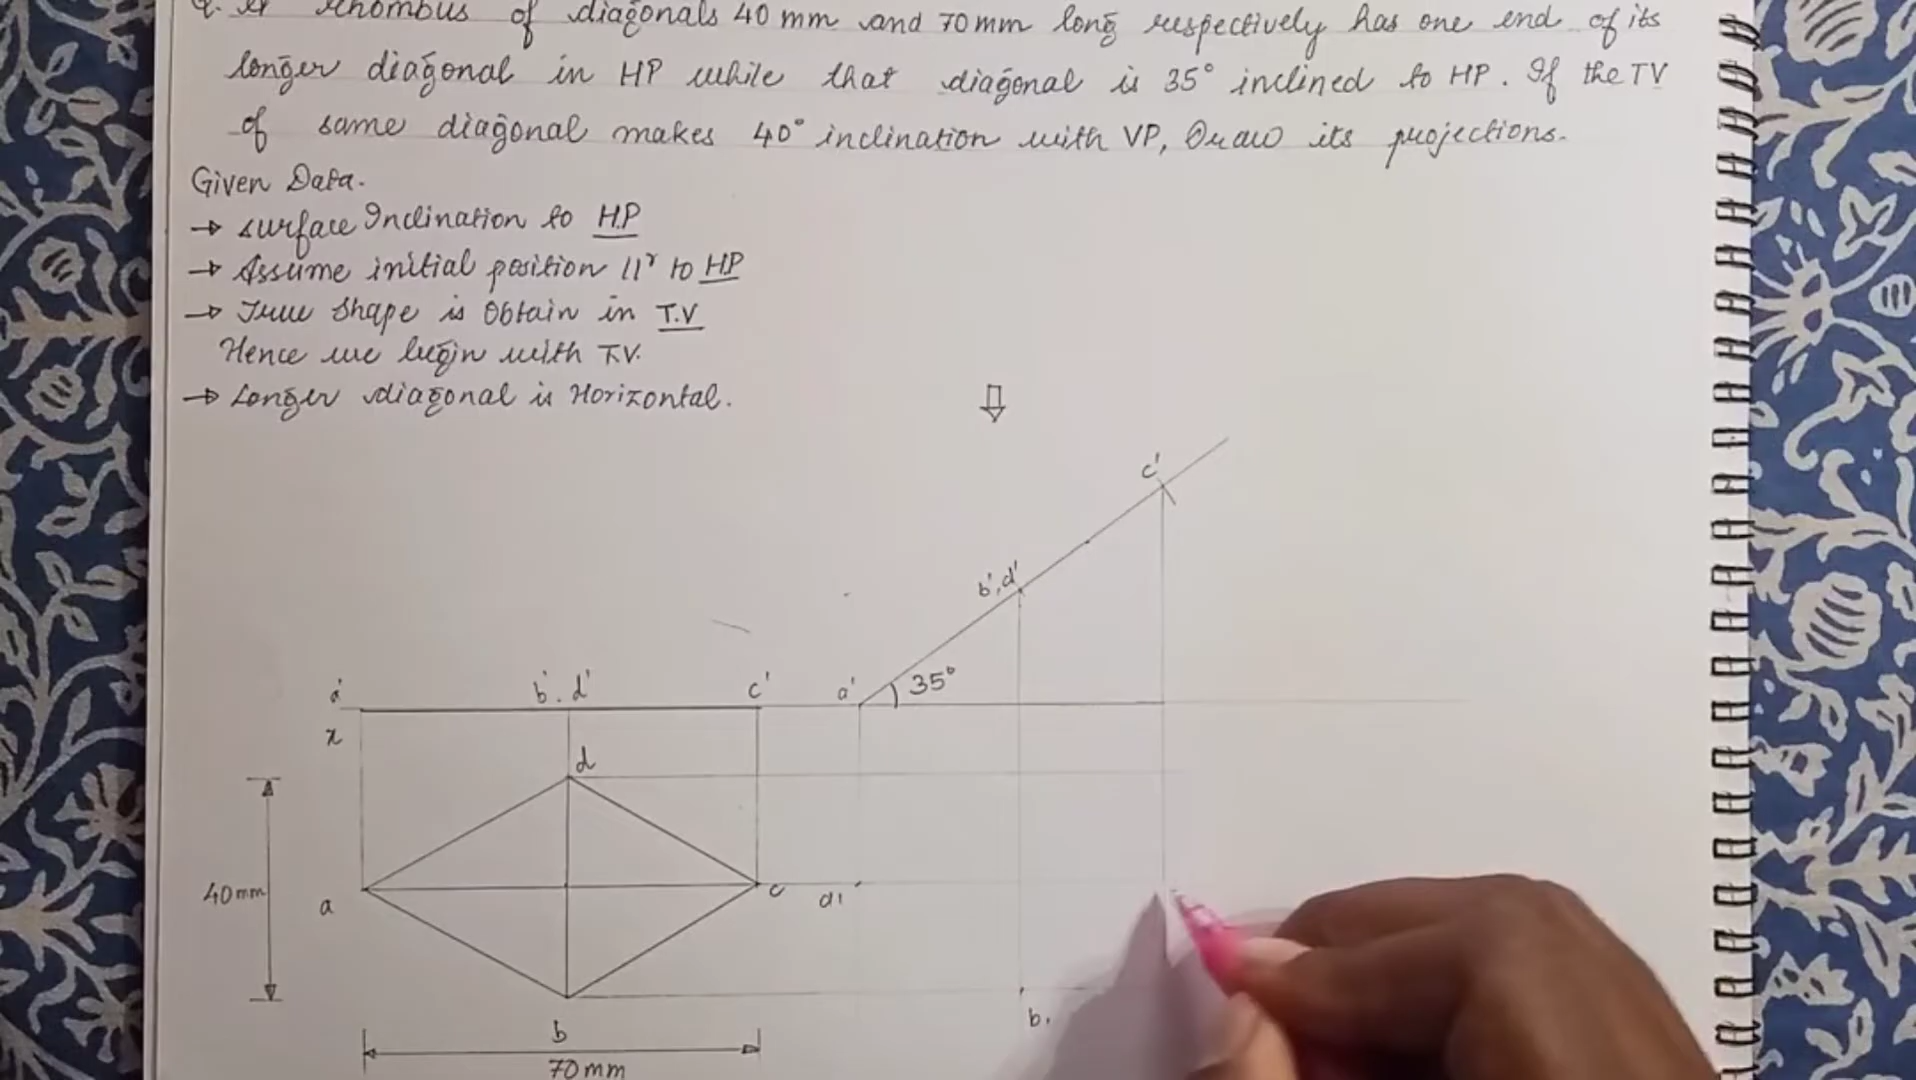 rhombus of diagonals 40 mm and 70 mm long respectively has one end of its
longer diagonal in HP while that diagonal is 35° inclined to HP. If the TV
of same diagonal makes 40° inclination with VP, Draw its projections.
Given Data.
→ surface Inclination to HP
→ Assume initial position 11r to HP
→ True shape is Obtain in T.V
Hence we begin with T.V.
→ Longer diagonal is Horizontal.
c'
b', d'
a' 35°
b'. d' c'
x
d
40mm
a c a1
b b1
70mm